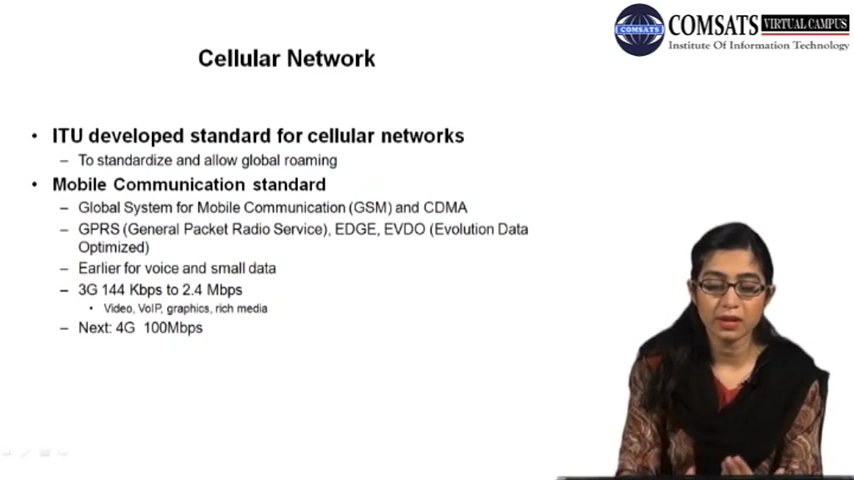 COMSATS
COMSATS VIRTUAL CAMPUS
Institute Of Information Technology
Cellular Network
• ITU developed standard for cellular networks
– To standardize and allow global roaming
• Mobile Communication standard
– Global System for Mobile Communication (GSM) and CDMA
– GPRS (General Packet Radio Service), EDGE, EVDO (Evolution Data
Optimized)
– Earlier for voice and small data
– 3G 144 Kbps to 2.4 Mbps
• Video, VoIP, graphics, rich media
– Next: 4G 100Mbps